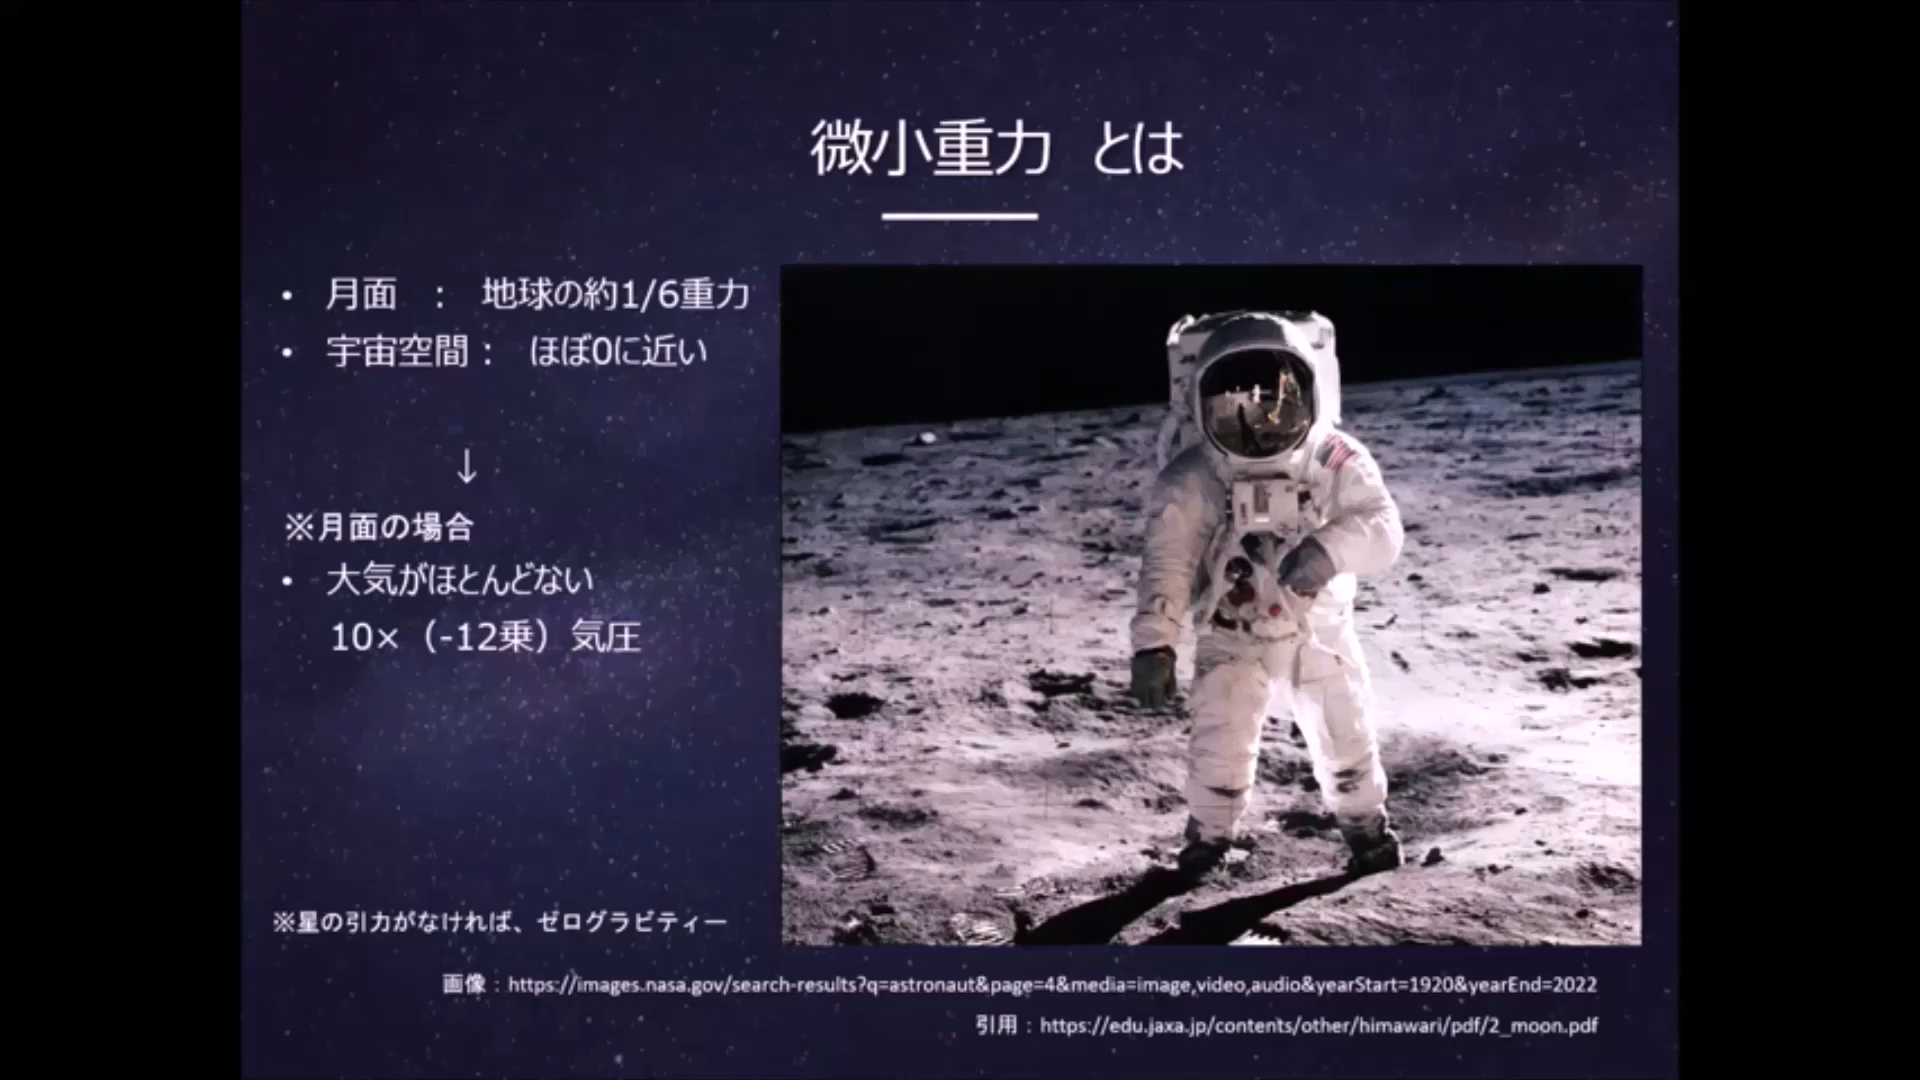 微小重力 とは
• 月面 ： 地球の約1/6重力
• 宇宙空間： ほぼ0に近い
↓
※月面の場合
• 大気がほとんどない
10×（-12乗）気圧
※星の引力がなければ、ゼログラビティー
画像：https://images.nasa.gov/search-results?q=astronaut&page=4&media=image,video,audio&yearStart=1920&yearEnd=2022
引用：https://edu.jaxa.jp/contents/other/himawari/pdf/2_moon.pdf